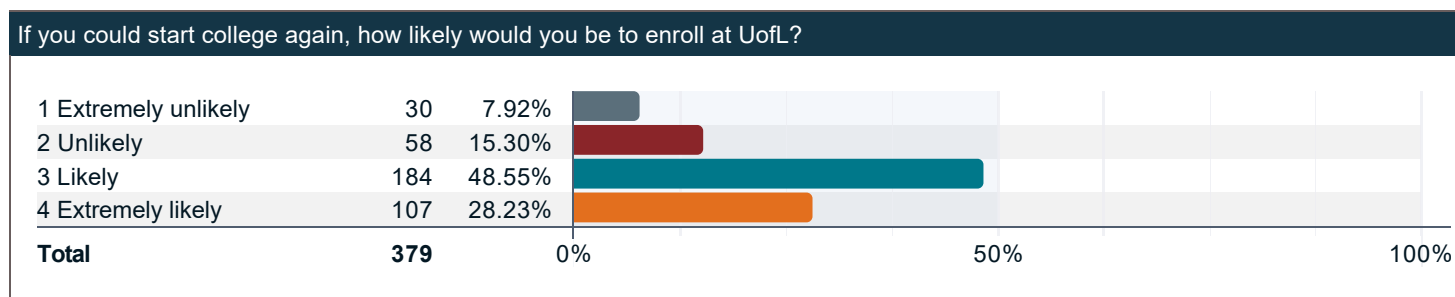 If you could start college again, how likely would you be to enroll at UofL?
1 Extremely unlikely 30 7.92%
2 Unlikely 58 15.30%
3 Likely 184 48.55%
4 Extremely likely 107 28.23%
Total 379 0% 50% 100%